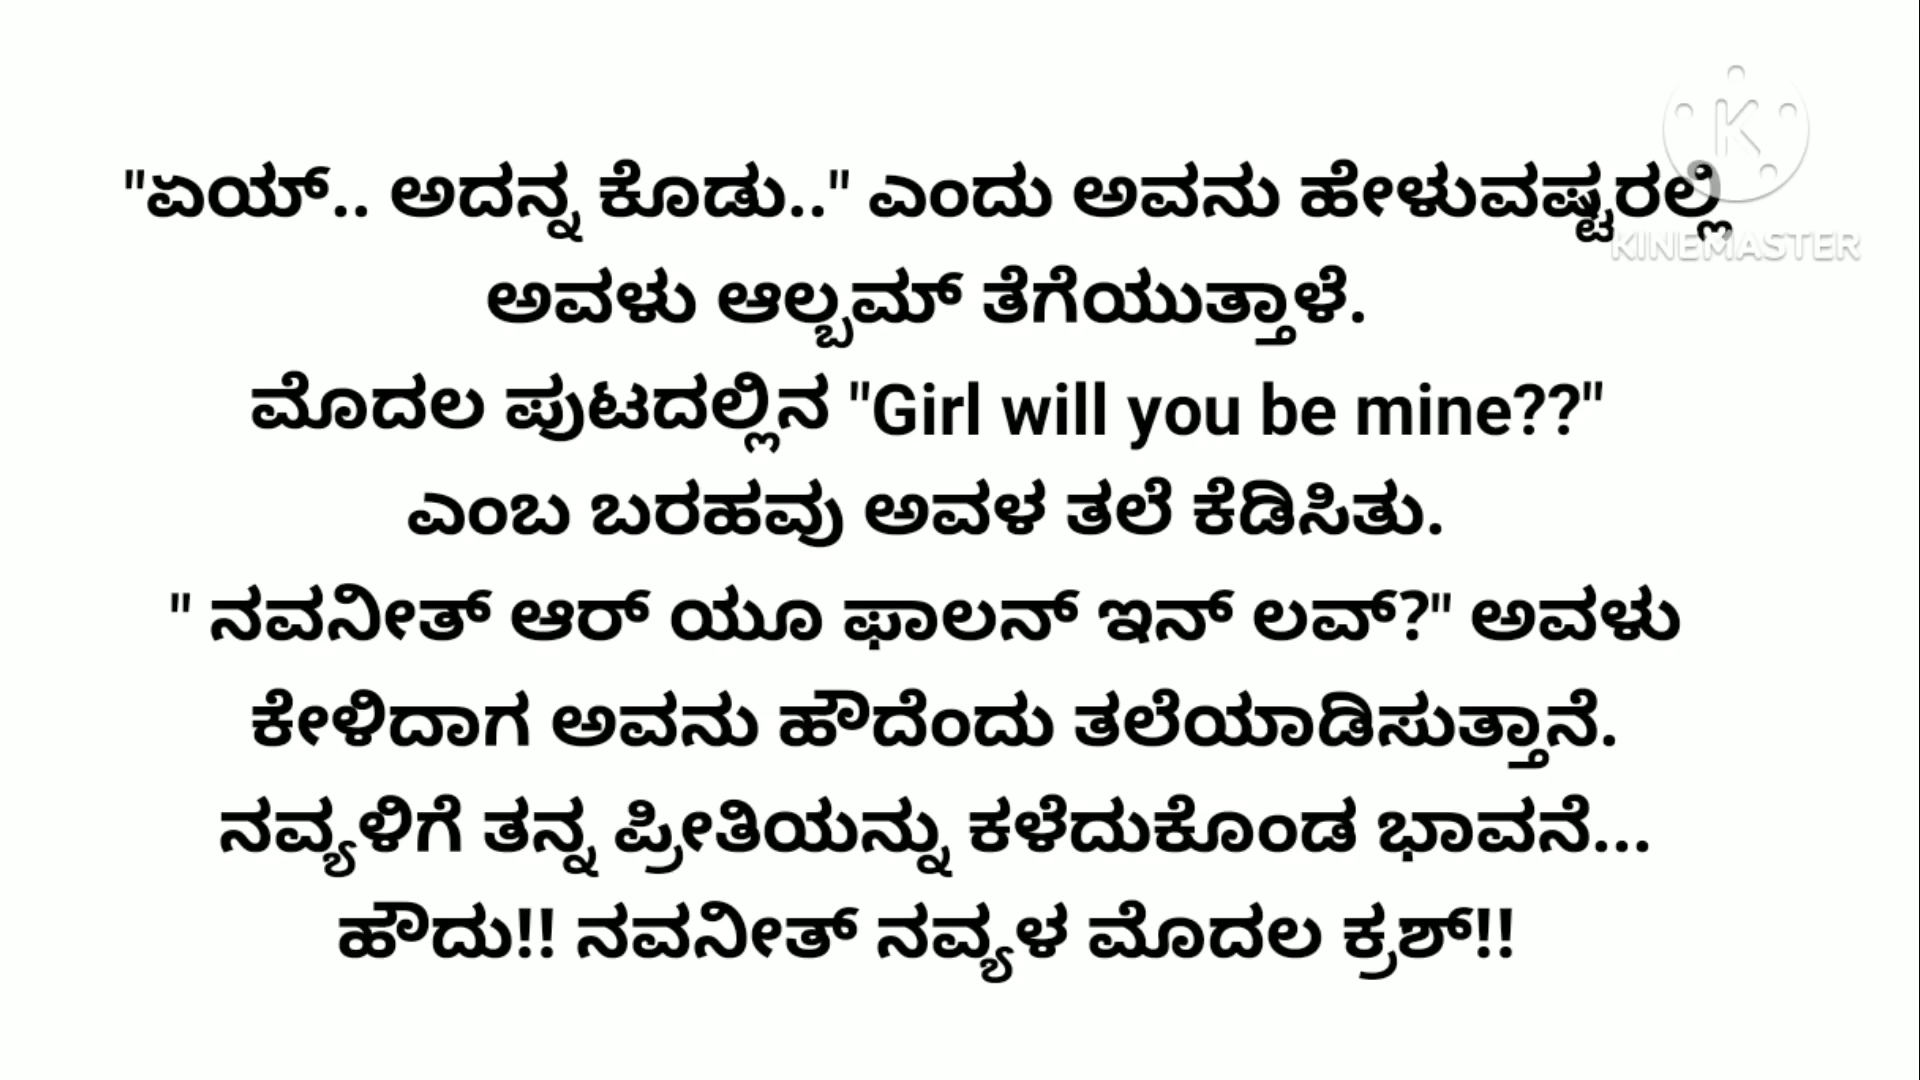 "ಏಯ್.. ಅದನ್ನ ಕೊಡು.." ಎಂದು ಅವನು ಹೇಳುವಷ್ಟರಲ್ಲಿ
ಅವಳು ಆಲ್ಬಮ್ ತೆಗೆಯುತ್ತಾಳೆ.
ಮೊದಲ ಪುಟದಲ್ಲಿನ "Girl will you be mine??"
ಎಂಬ ಬರಹವು ಅವಳ ತಲೆ ಕೆಡಿಸಿತು.
" ನವನೀತ್ ಆರ್ ಯೂ ಫಾಲನ್ ಇನ್ ಲವ್?" ಅವಳು
ಕೇಳಿದಾಗ ಅವನು ಹೌದೆಂದು ತಲೆಯಾಡಿಸುತ್ತಾನೆ.
ನವ್ಯಳಿಗೆ ತನ್ನ ಪ್ರೀತಿಯನ್ನು ಕಳೆದುಕೊಂಡ ಭಾವನೆ...
ಹೌದು!! ನವನೀತ್ ನವ್ಯಳ ಮೊದಲ ಕ್ರಶ್!!
K
KINEMASTER